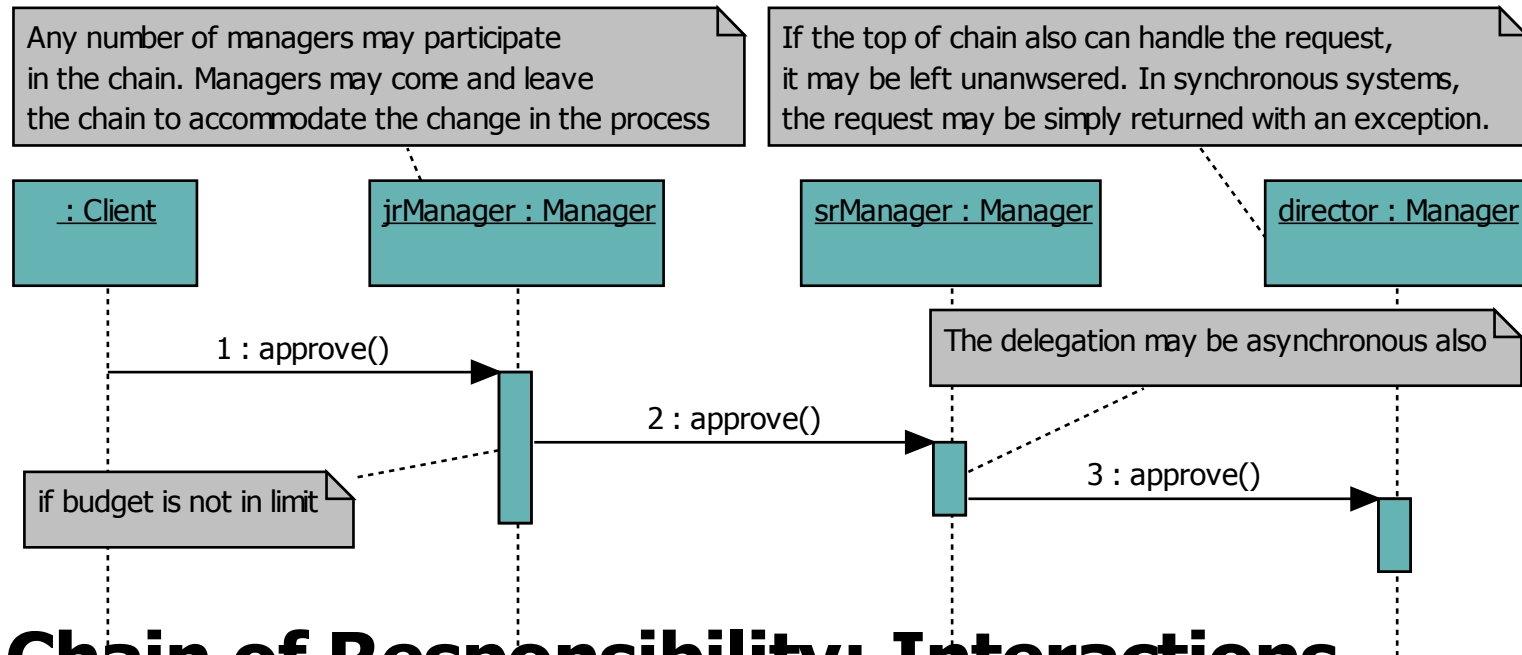 Any number of managers may participate
in the chain. Managers may come and leave
the chain to accommodate the change in the process
If the top of chain also can handle the request,
it may be left unanwsered. In synchronous systems,
the request may be simply returned with an exception.
: Client
jrManager : Manager
srManager : Manager
director : Manager
The delegation may be asynchronous also
1 : approve()
2 : approve()
3 : approve()
if budget is not in limit
Chain of Responsibility: Interactions